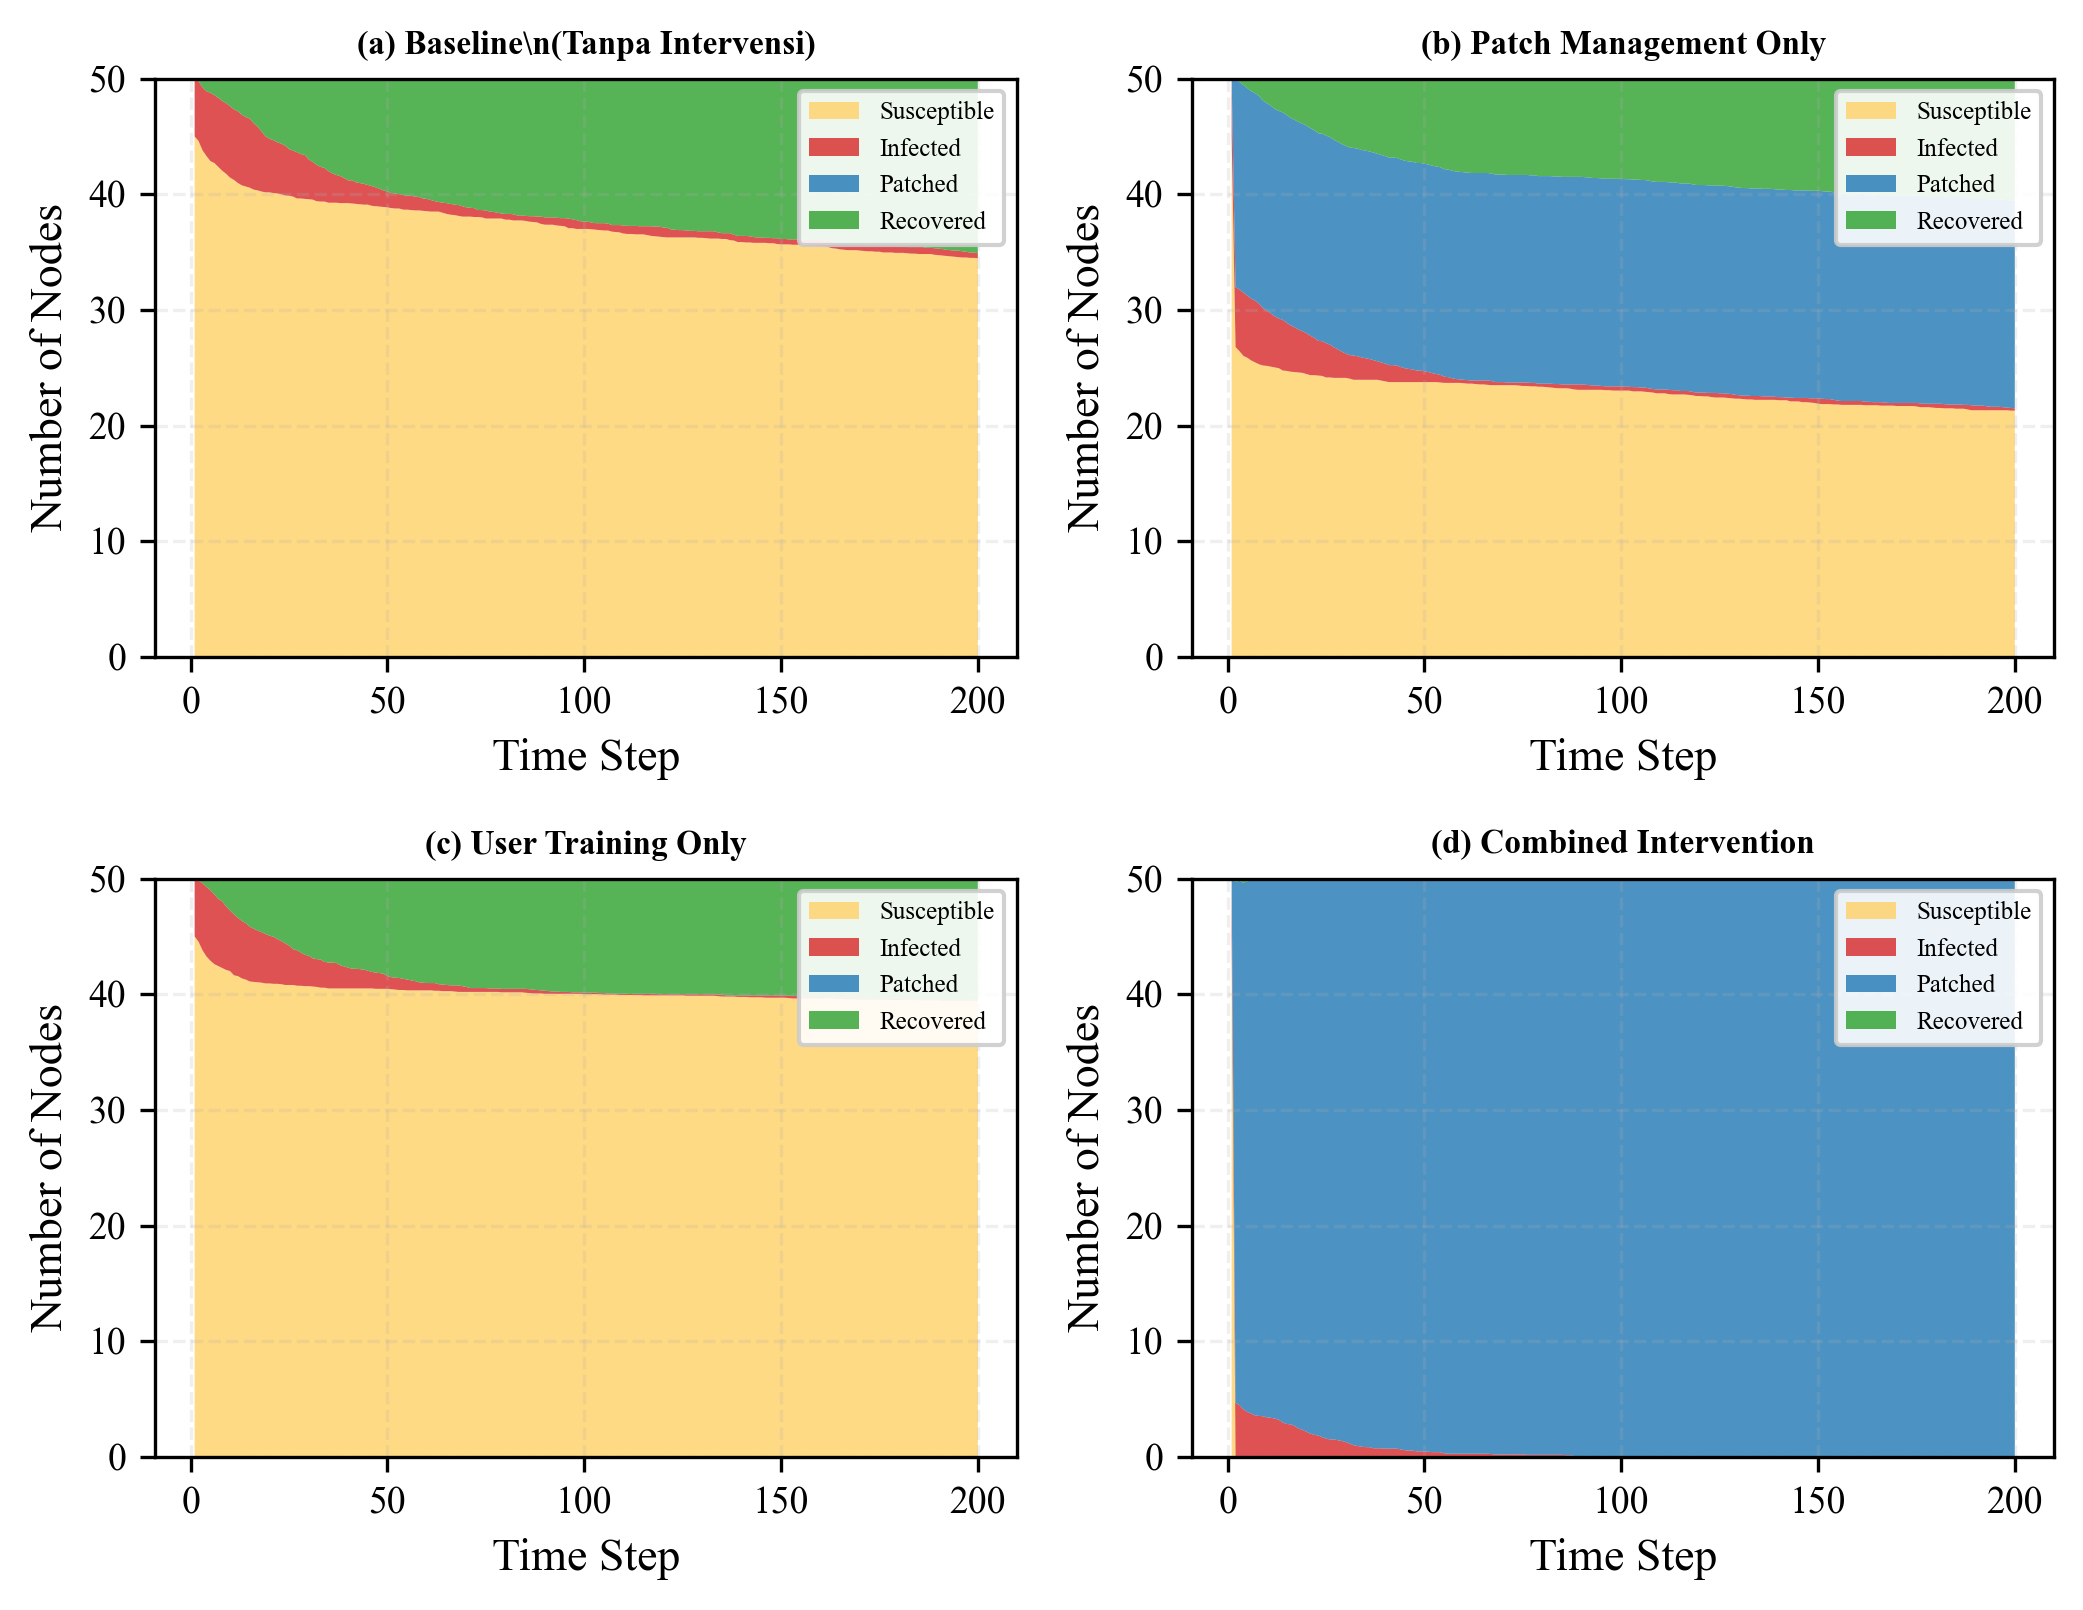 (a) Baseline\n(Tanpa Intervensi)
50
40
30
20
10
0
Number of Nodes
Susceptible
Infected
Patched
Recovered
0 50 100 150 200
Time Step
(b) Patch Management Only
50
40
30
20
10
0
Number of Nodes
Susceptible
Infected
Patched
Recovered
0 50 100 150 200
Time Step
(c) User Training Only
50
40
30
20
10
0
Number of Nodes
Susceptible
Infected
Patched
Recovered
0 50 100 150 200
Time Step
(d) Combined Intervention
50
40
30
20
10
0
Number of Nodes
Susceptible
Infected
Patched
Recovered
0 50 100 150 200
Time Step